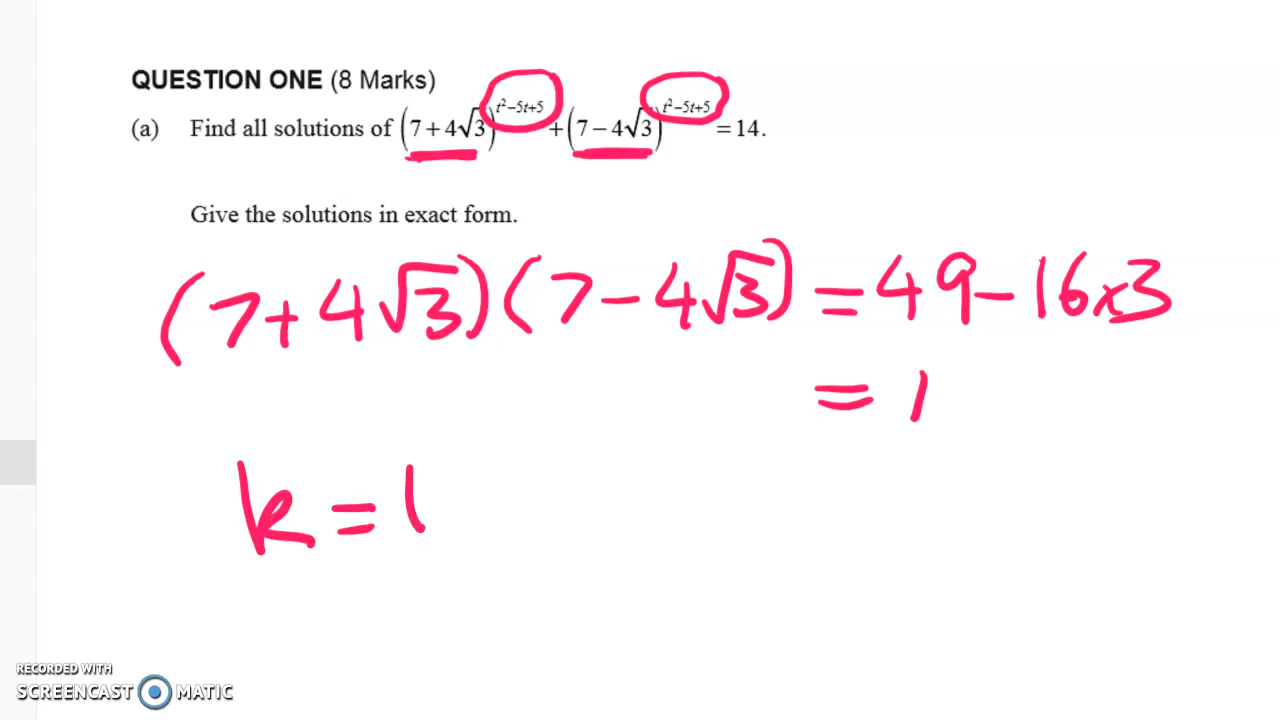 QUESTION ONE (8 Marks)
(a) Find all solutions of (7 + 4√3)^(t²−5t+5) + (7 − 4√3)^(t²−5t+5) = 14.
Give the solutions in exact form.
(7+4√3)(7−4√3) = 49−16×3
= 1
k = 1
RECORDED WITH
SCREENCAST MATIC